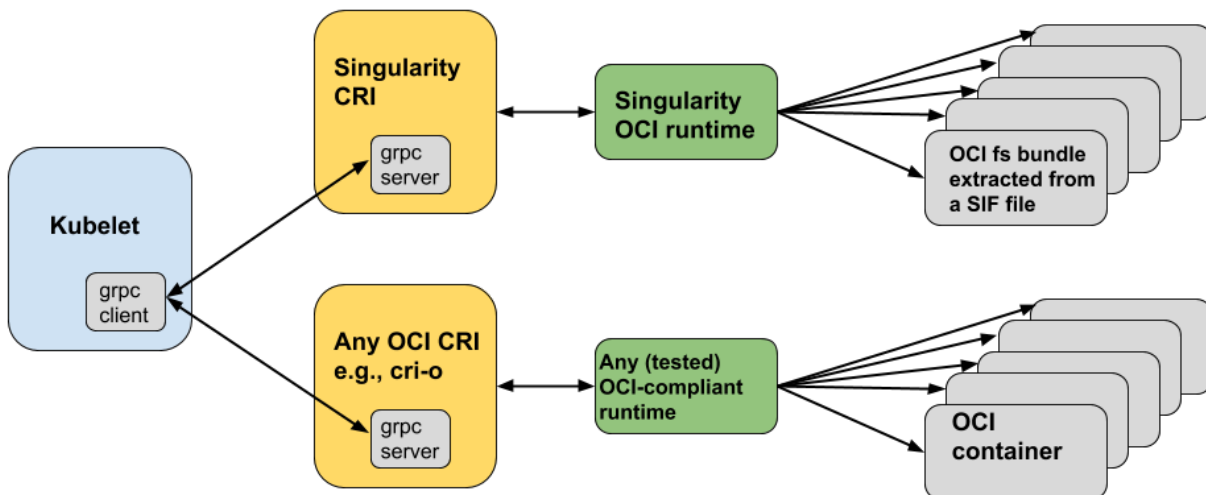 Singularity
CRI
grpc
server
Singularity
OCI runtime
OCI fs bundle
extracted from
a SIF file
Kubelet
grpc
client
Any OCI CRI
e.g., cri-o
grpc
server
Any (tested)
OCI-compliant
runtime
OCI
container